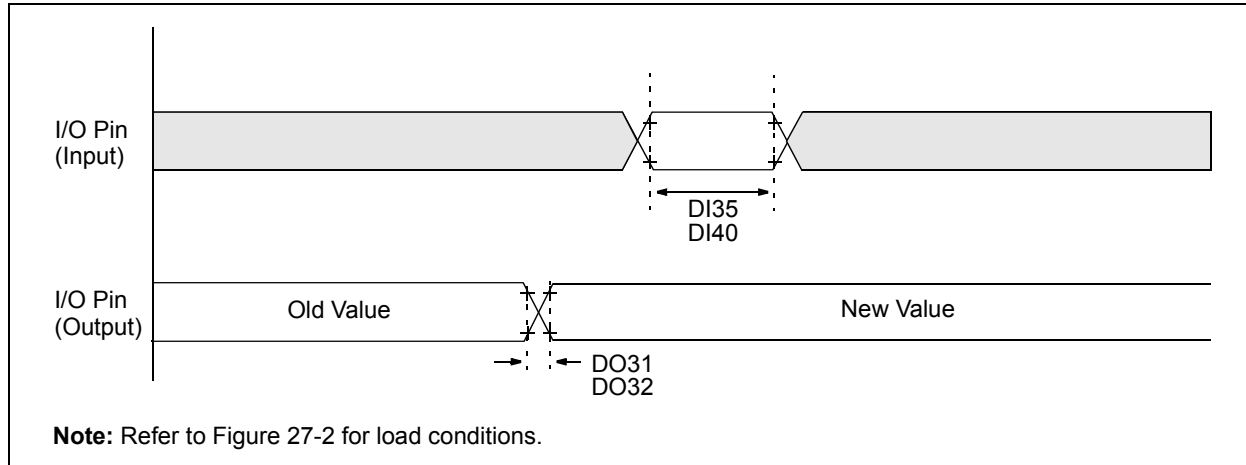 I/O Pin
(Input)
DI35
DI40
I/O Pin
(Output)
Old Value
New Value
DO31
DO32
Note: Refer to Figure 27-2 for load conditions.